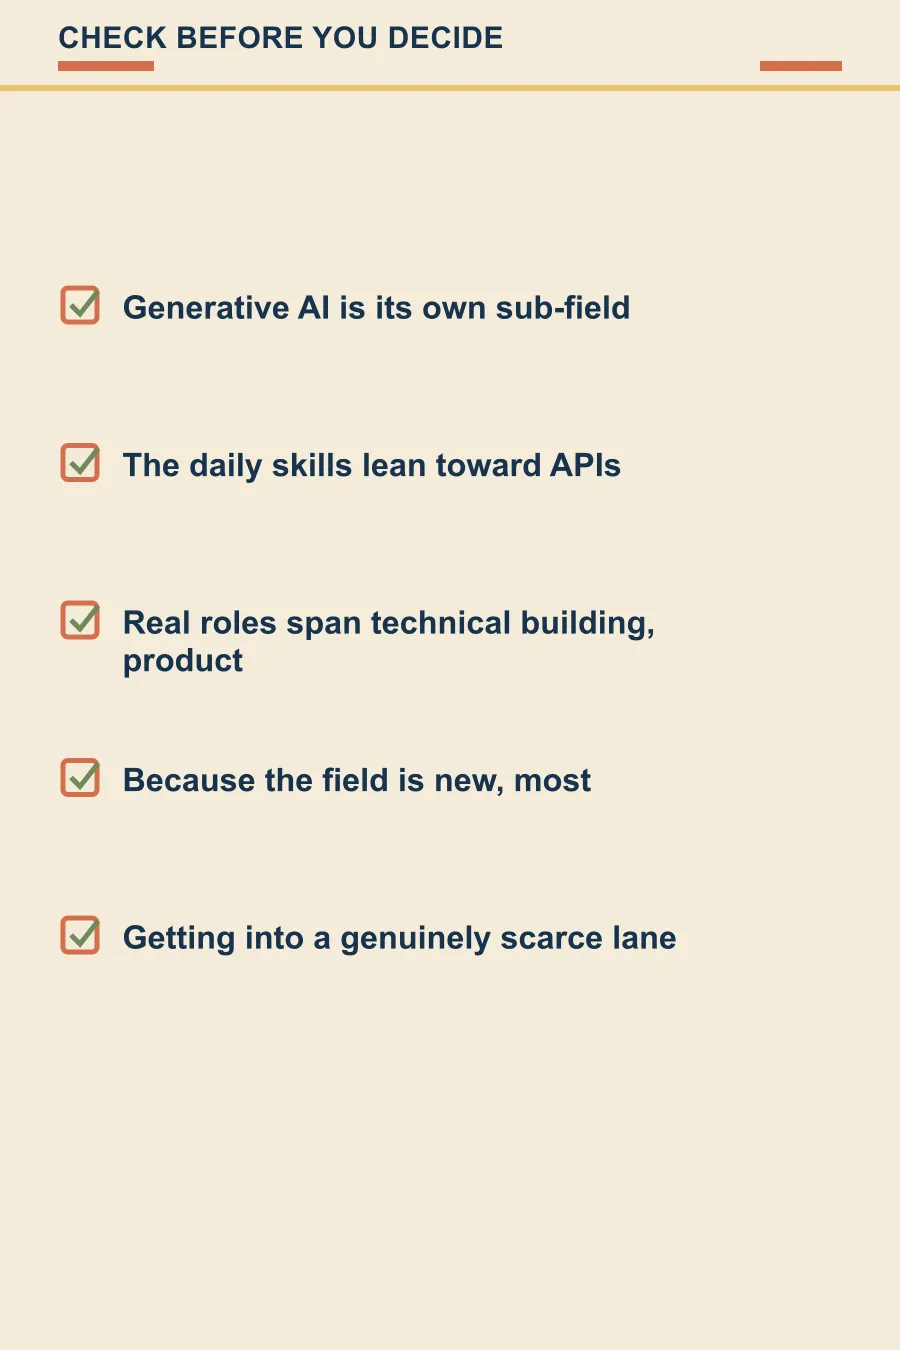 CHECK BEFORE YOU DECIDE
Generative AI is its own sub-field
The daily skills lean toward APIs
Real roles span technical building,
product
Because the field is new, most
Getting into a genuinely scarce lane